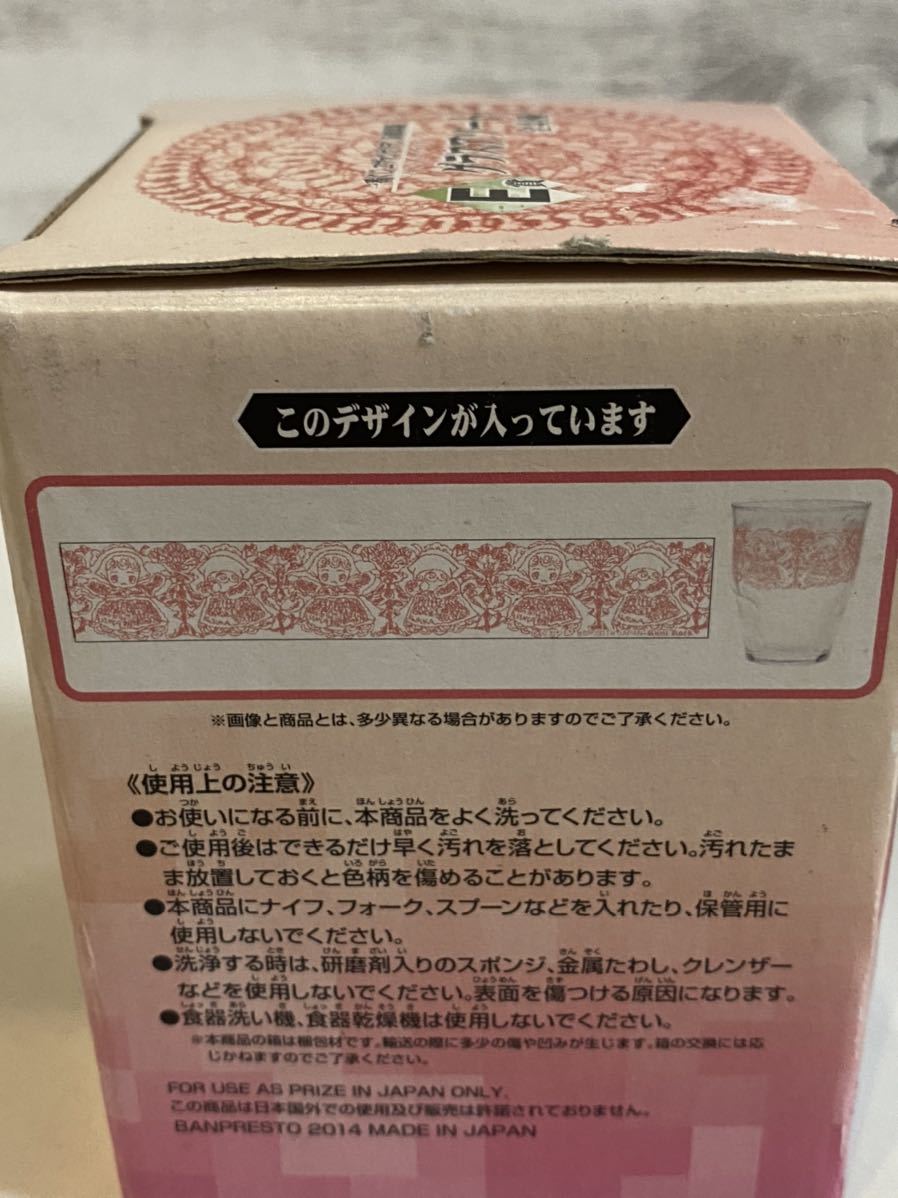 H
このデザインが入っています
※画像と商品とは、多少異なる場合がありますのでご了承ください。
《使用上の注意》
●お使いになる前に、本商品をよく洗ってください。
●ご使用後はできるだけ早く汚れを落としてください。汚れたま
ま放置しておくと色柄を傷めることがあります。
●本商品にナイフ、フォーク、スプーンなどを入れたり、保管用に
使用しないでください。
●洗浄する時は、研磨剤入りのスポンジ、金属たわし、クレンザー
などを使用しないでください。表面を傷つける原因になります。
●食器洗い機、食器乾燥機は使用しないでください。
※本商品の箱は梱包材です。輸送の際に多少の傷や凹みが生じます。箱の交換には応
じかねますのでご了承ください。
FOR USE AS PRIZE IN JAPAN ONLY.
この商品は日本国外での使用及び販売は許諾されておりません。
BANPRESTO 2014 MADE IN JAPAN